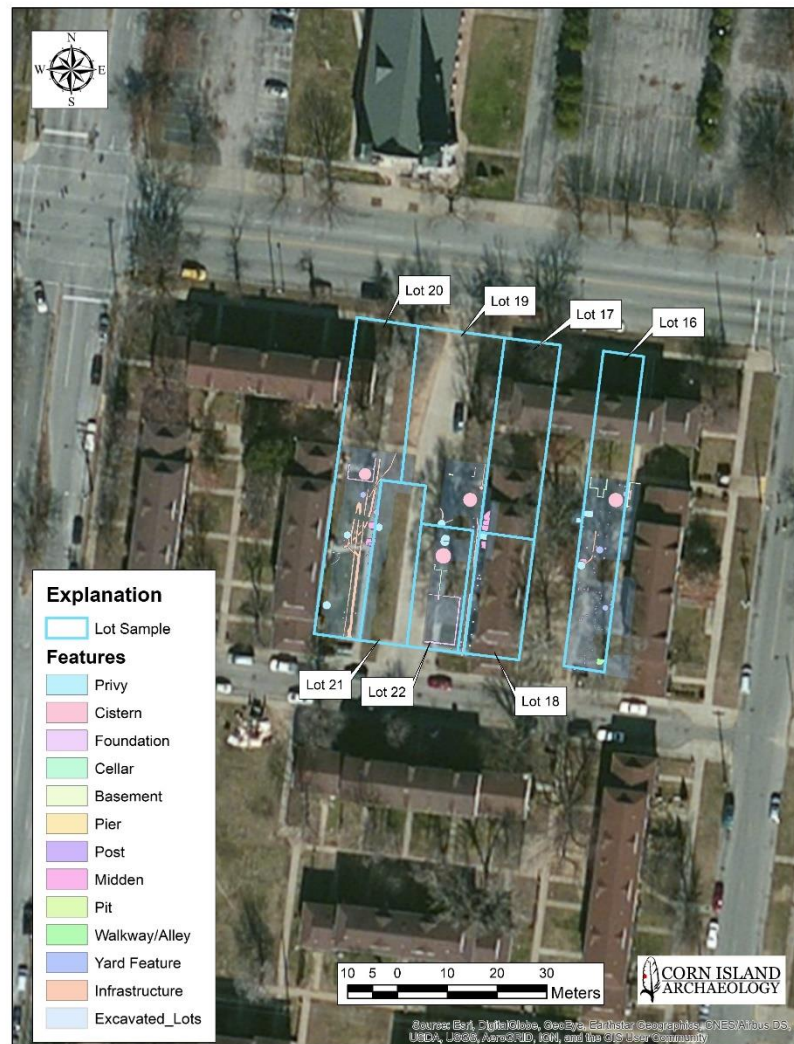 N
W E
S
Lot 20
Lot 19
Lot 17
Lot 16
Lot 21
Lot 22
Lot 18
Explanation
Lot Sample
Features
Privy
Cistern
Foundation
Cellar
Basement
Pier
Post
Midden
Pit
Walkway/Alley
Yard Feature
Infrastructure
Excavated_Lots
10 5 0 10 20 30
Meters
CORN ISLAND
ARCHAEOLOGY
Source: Esri, DigitalGlobe, GeoEye, Earthstar Geographics, CNES/Airbus DS,
USDA, USGS, AeroGRID, IGN, and the GIS User Community